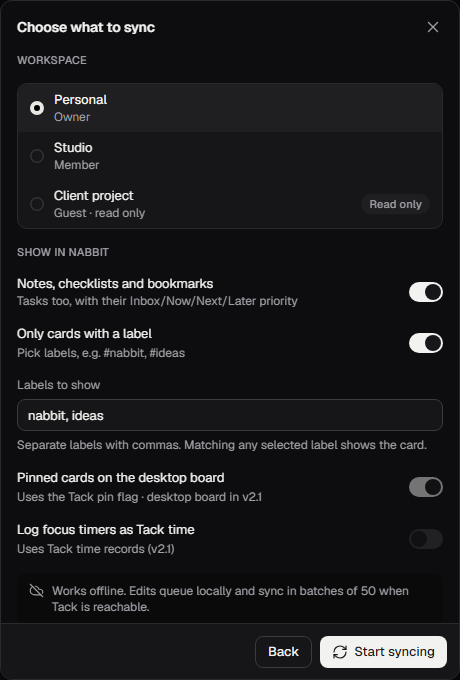 Choose what to sync
WORKSPACE
Personal
Owner
Studio
Member
Client project
Guest · read only
Read only
SHOW IN NABBIT
Notes, checklists and bookmarks
Tasks too, with their Inbox/Now/Next/Later priority
Only cards with a label
Pick labels, e.g. #nabbit, #ideas
Labels to show
nabbit, ideas
Separate labels with commas. Matching any selected label shows the card.
Pinned cards on the desktop board
Uses the Tack pin flag · desktop board in v2.1
Log focus timers as Tack time
Uses Tack time records (v2.1)
Works offline. Edits queue locally and sync in batches of 50 when
Tack is reachable.
Back
Start syncing